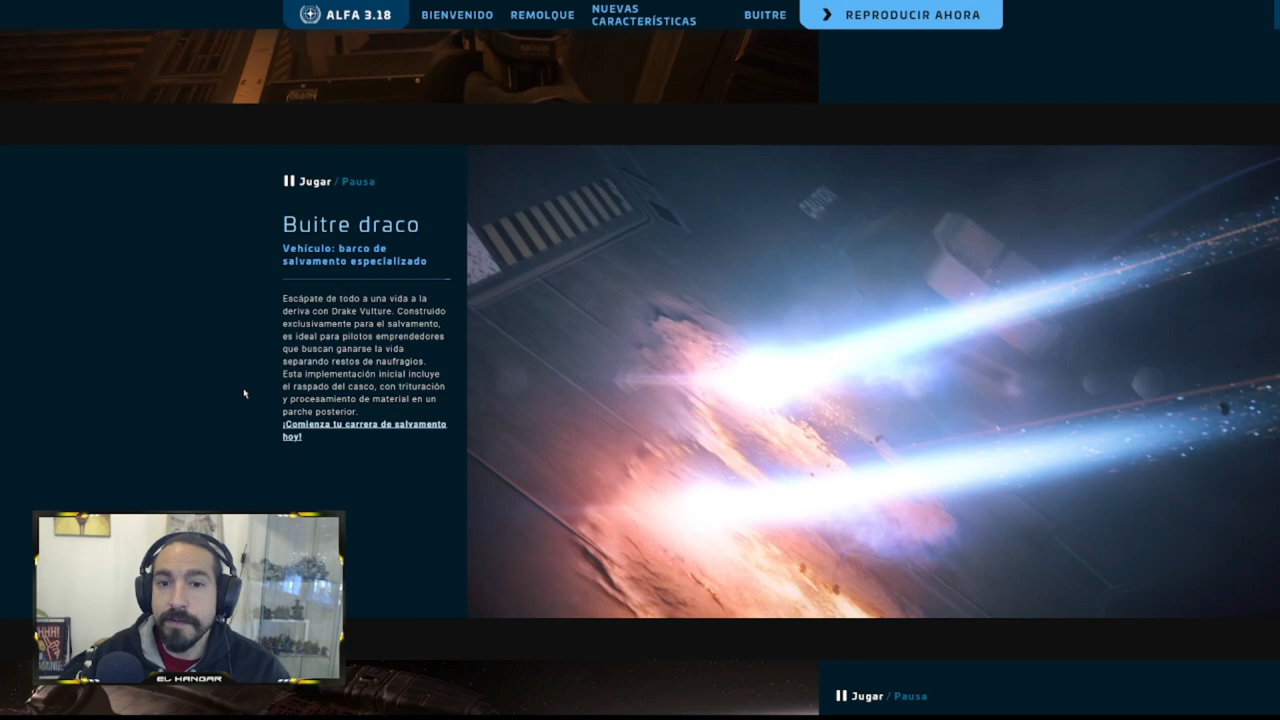 ALFA 3.18
BIENVENIDO
REMOLQUE
NUEVAS
CARACTERÍSTICAS
BUITRE
REPRODUCIR AHORA
Jugar / Pausa
Buitre draco
Vehículo: barco de
salvamento especializado
Escápate de todo a una vida a la
deriva con Drake Vulture. Construido
exclusivamente para el salvamento,
es ideal para pilotos emprendedores
que buscan ganarse la vida
separando restos de naufragios.
Esta implementación inicial incluye
el raspado del casco, con trituración
y procesamiento de material en un
parche posterior.
¡Comienza tu carrera de salvamento
hoy!
CAUTION
EL HANGAR
Jugar / Pausa